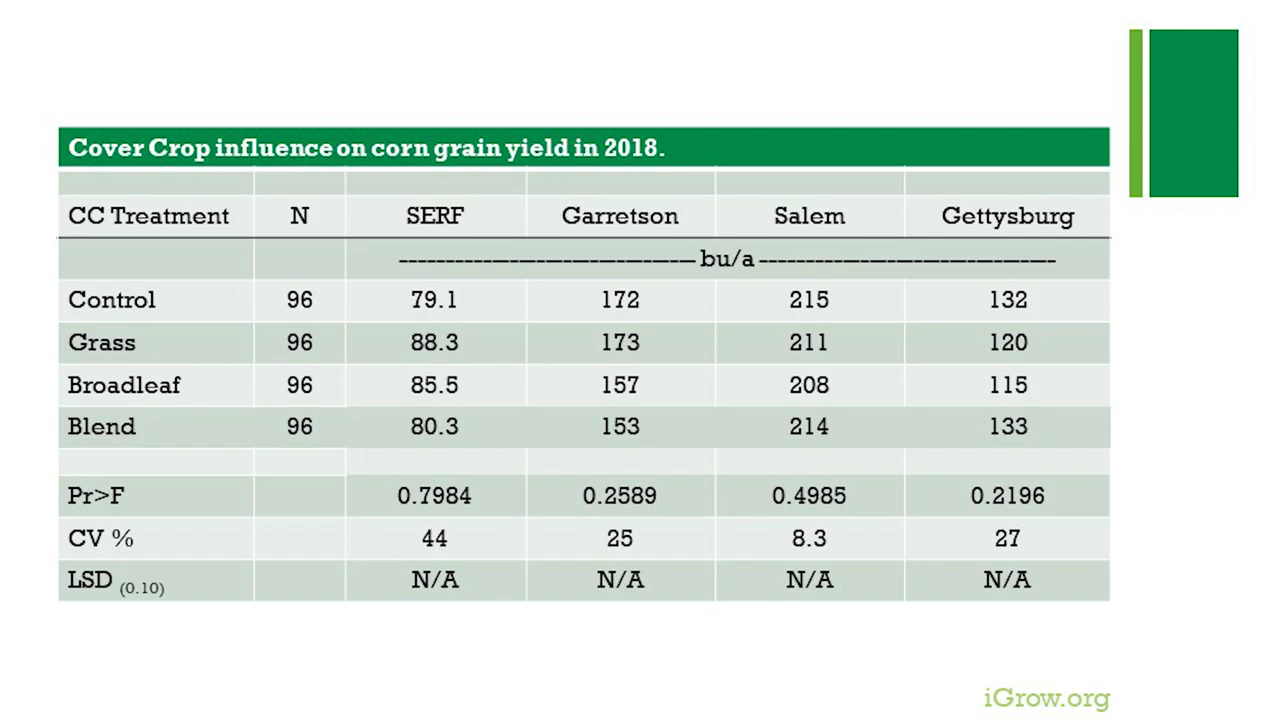 Cover Crop influence on corn grain yield in 2018.
CC Treatment N SERF Garretson Salem Gettysburg
-------------------------------- bu/a --------------------------------
Control 96 79.1 172 215 132
Grass 96 88.3 173 211 120
Broadleaf 96 85.5 157 208 115
Blend 96 80.3 153 214 133
Pr>F 0.7984 0.2589 0.4985 0.2196
CV % 44 25 8.3 27
LSD (0.10) N/A N/A N/A N/A
iGrow.org